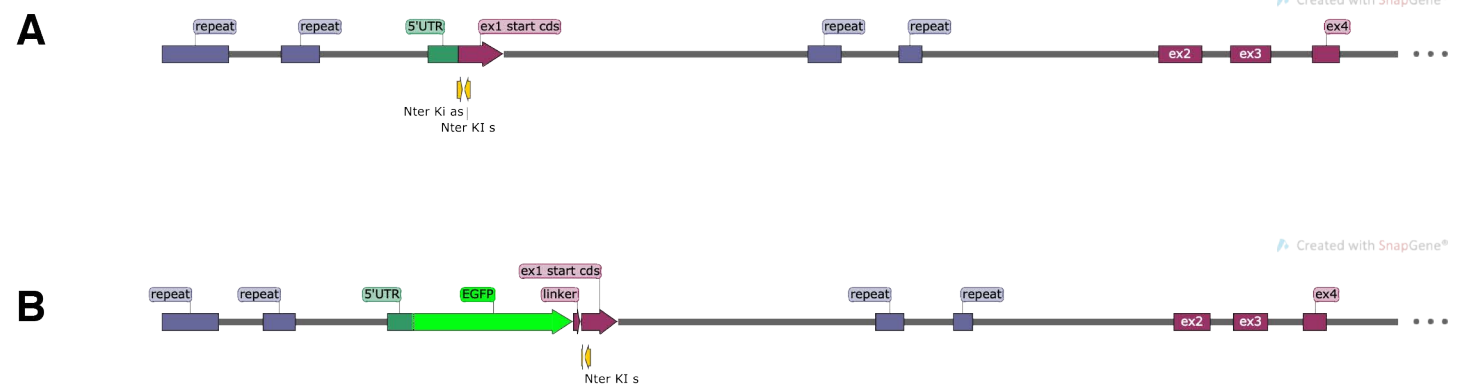 Created with SnapGene
A
repeat repeat 5'UTR ex1 start cds repeat repeat ex4
ex2 ex3
Nter Ki as
Nter KI s
Created with SnapGene®
ex1 start cds
B
repeat repeat 5'UTR EGFP linker repeat repeat ex4
ex2 ex3
Nter KI s